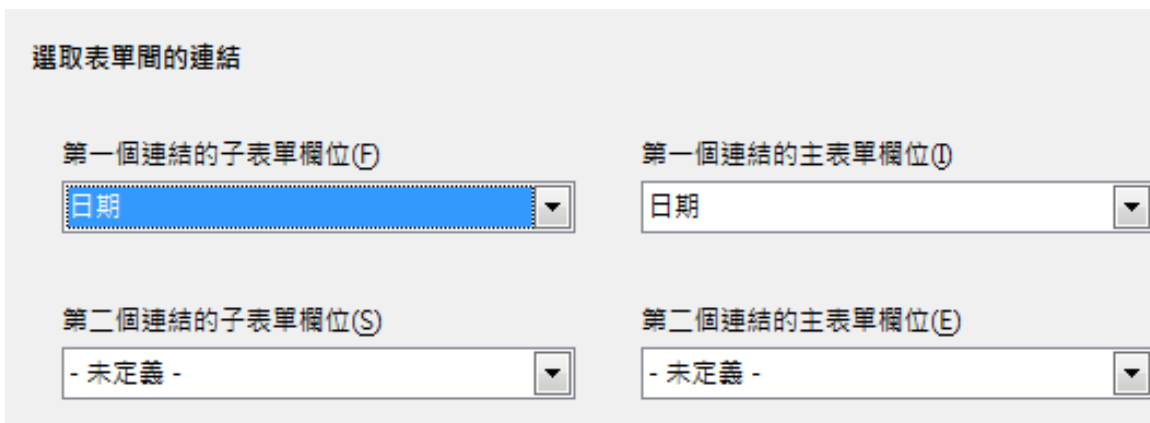 選取表單間的連結
第一個連結的子表單欄位(F)
第一個連結的主表單欄位(I)
日期
日期
第二個連結的子表單欄位(S)
第二個連結的主表單欄位(E)
- 未定義 -
- 未定義 -